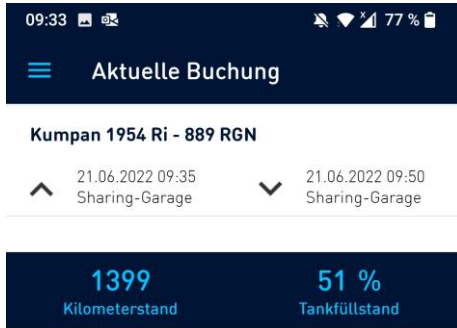 09:33 77 %
Aktuelle Buchung
Kumpan 1954 Ri - 889 RGN
21.06.2022 09:35 21.06.2022 09:50
Sharing-Garage Sharing-Garage
1399 51 %
Kilometerstand Tankfüllstand